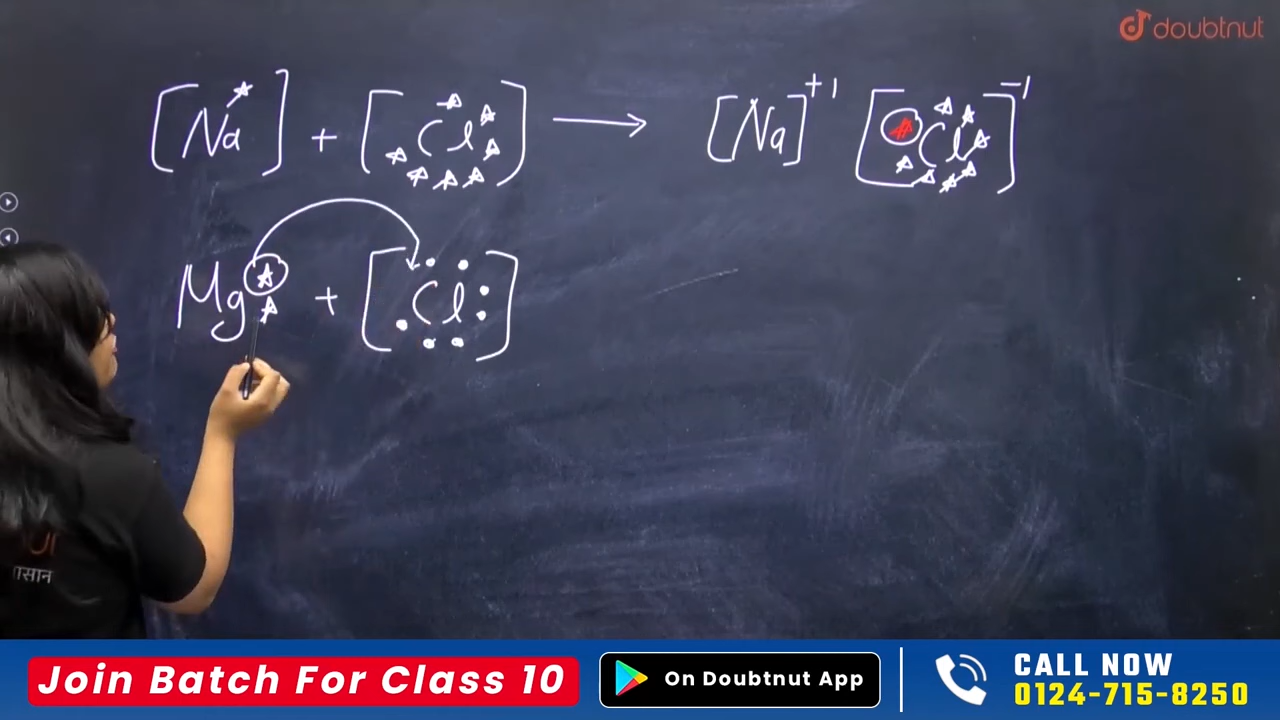 doubtnut
[Na] + [Cl] → [Na]+1 [Cl]-1
Mg + [Cl]
Join Batch For Class 10
On Doubtnut App
CALL NOW
0124-715-8250